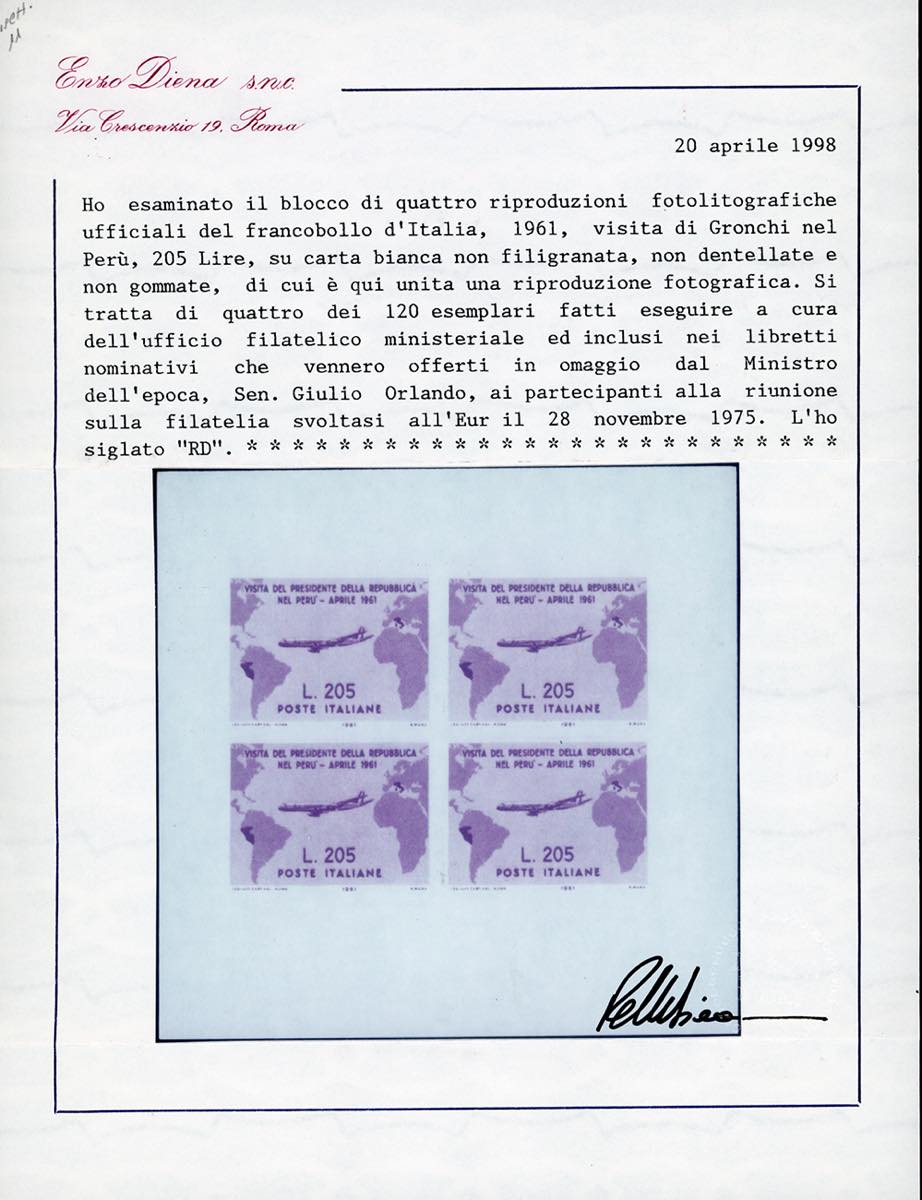 Enzo Diena s.n.c.
Via Crescenzio 19, Roma
20 aprile 1998
Ho esaminato il blocco di quattro riproduzioni fotolitografiche
ufficiali del francobollo d'Italia, 1961, visita di Gronchi nel
Perù, 205 Lire, su carta bianca non filigranata, non dentellate e
non gommate, di cui è qui unita una riproduzione fotografica. Si
tratta di quattro dei 120 esemplari fatti eseguire a cura
dell'ufficio filatelico ministeriale ed inclusi nei libretti
nominativi che vennero offerti in omaggio dal Ministro
dell'epoca, Sen. Giulio Orlando, ai partecipanti alla riunione
sulla filatelia svoltasi all'Eur il 28 novembre 1975. L'ho
siglato "RD". * * * * * * * * * * * * * * * * * * * * * * * * * *
VISITA DEL PRESIDENTE DELLA REPUBBLICA
NEL PERU' - APRILE 1961
L. 205
POSTE ITALIANE
1961
VISITA DEL PRESIDENTE DELLA REPUBBLICA
NEL PERU' - APRILE 1961
L. 205
POSTE ITALIANE
1961
VISITA DEL PRESIDENTE DELLA REPUBBLICA
NEL PERU' - APRILE 1961
L. 205
POSTE ITALIANE
1961
VISITA DEL PRESIDENTE DELLA REPUBBLICA
NEL PERU' - APRILE 1961
L. 205
POSTE ITALIANE
1961